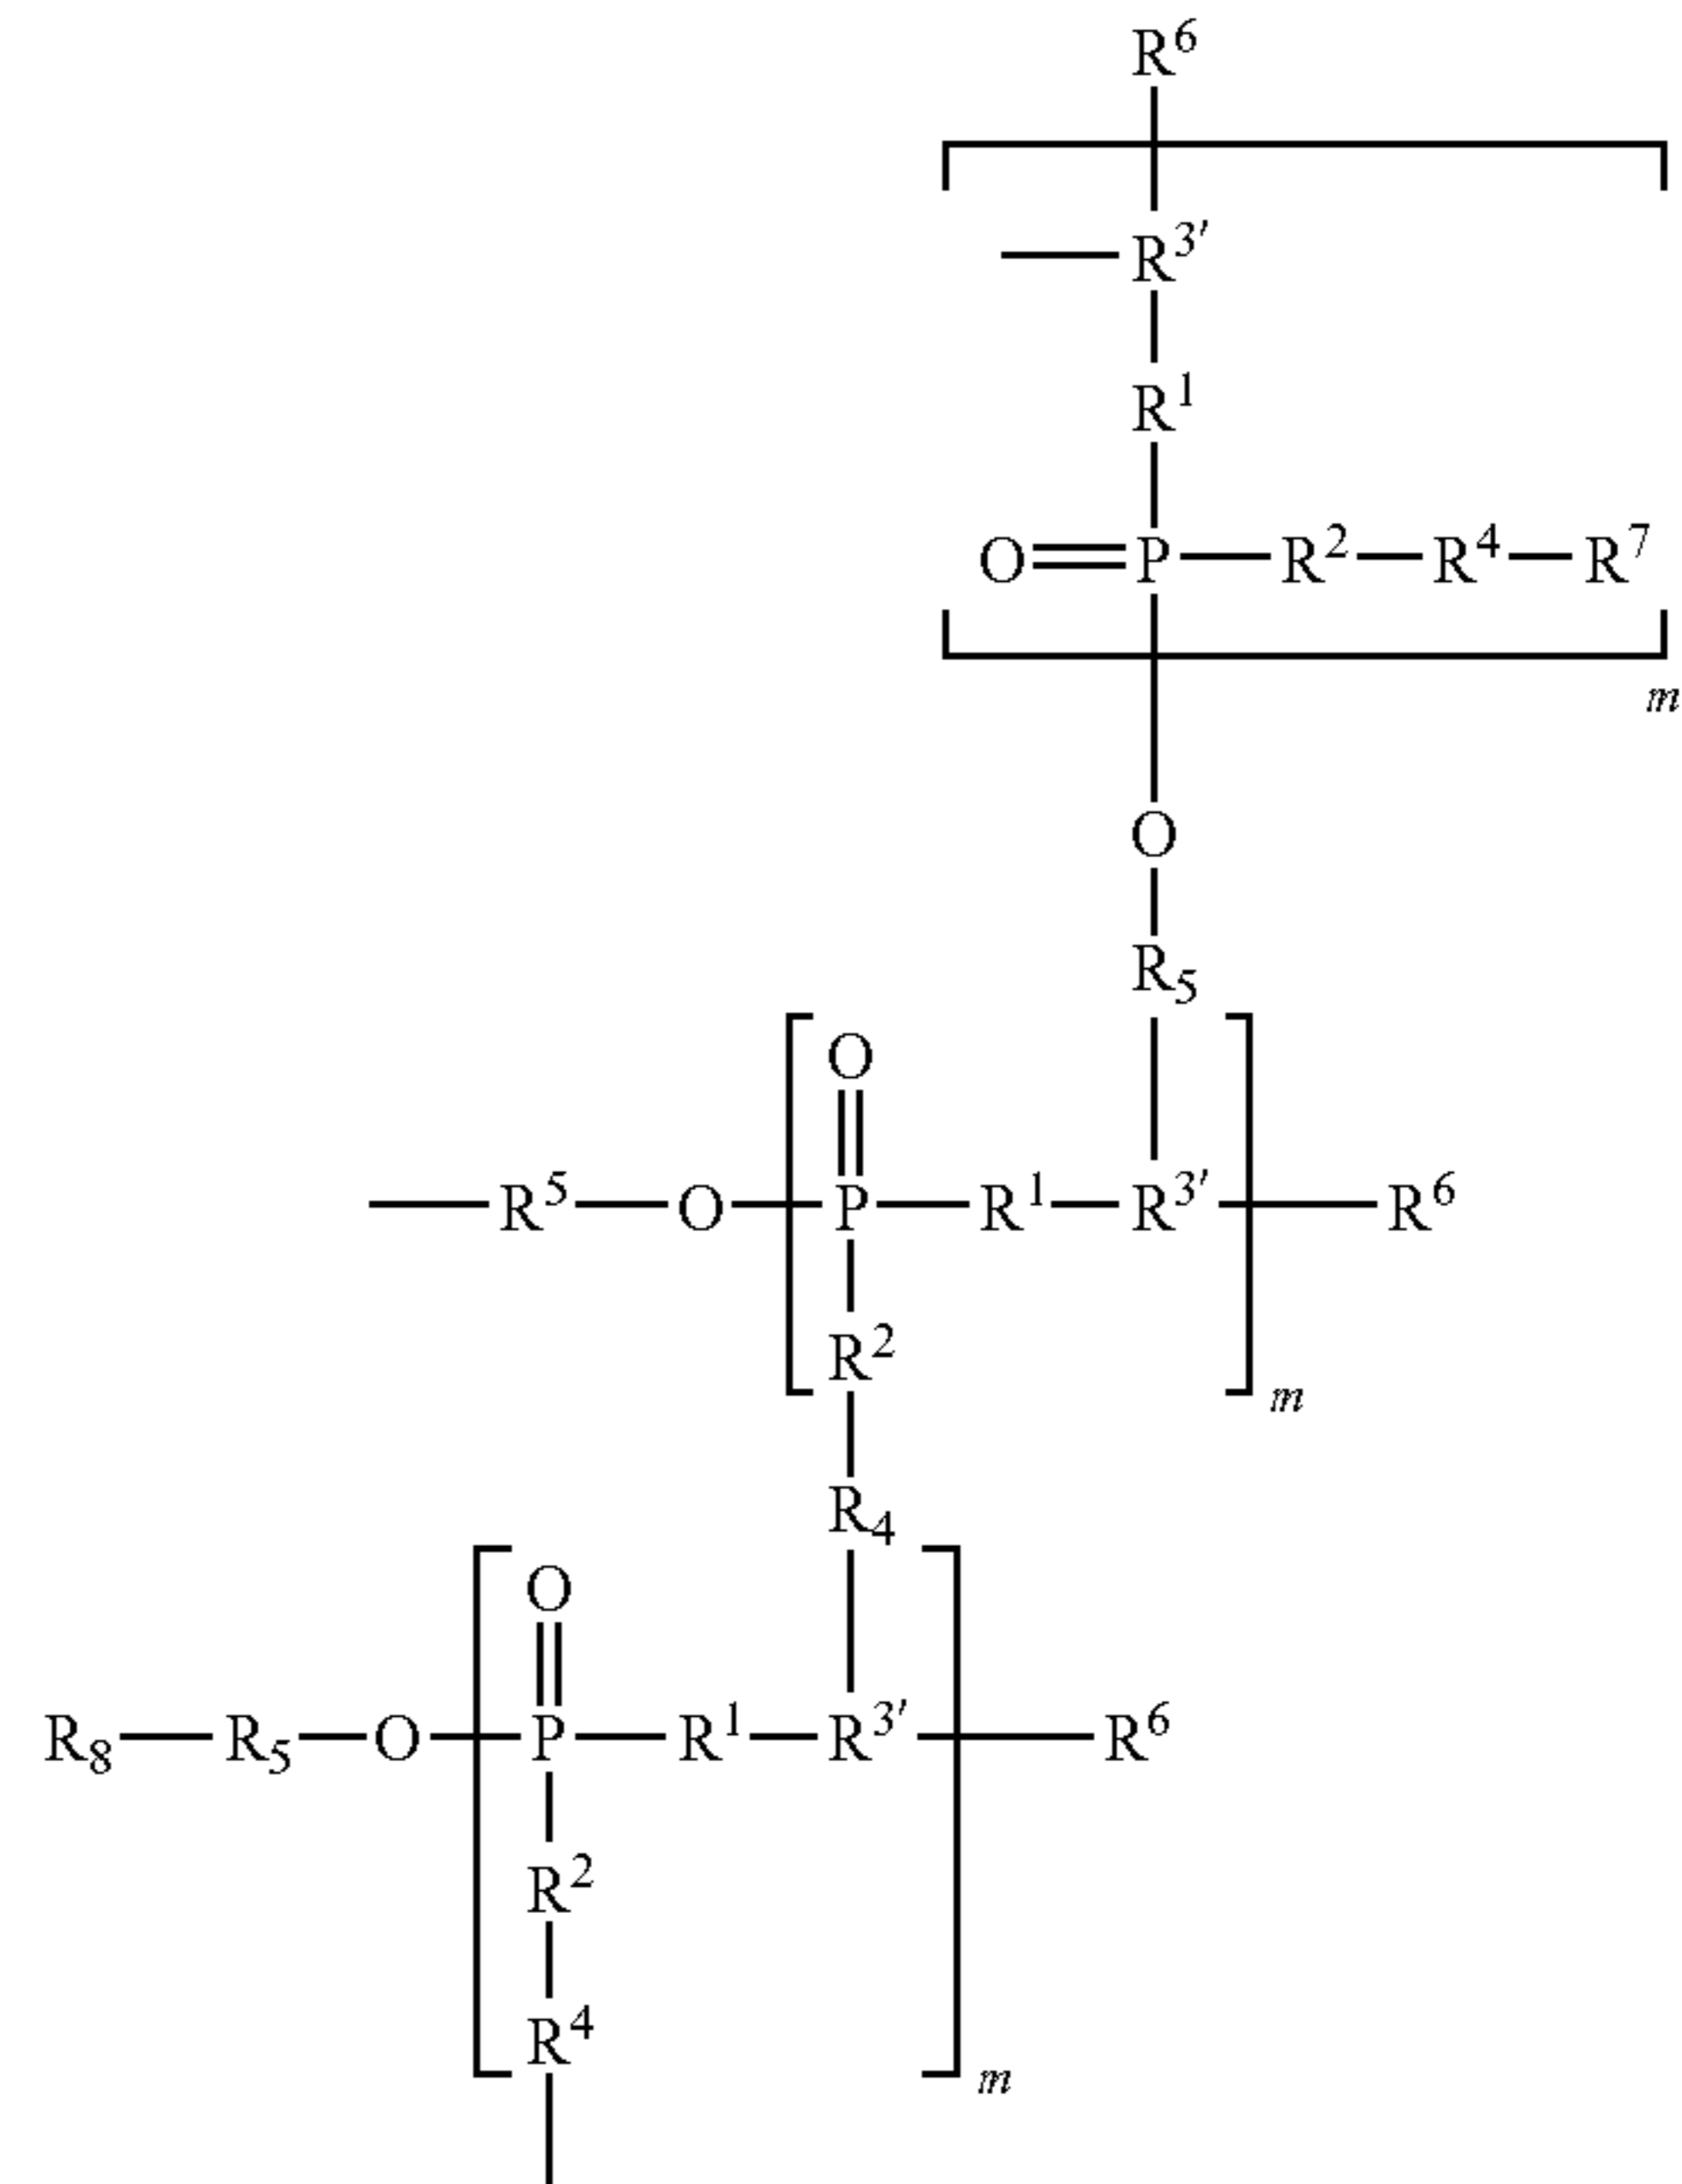 R⁶
R³′
R¹
O P R² R⁴ R⁷
m
O
R₅
O
R⁵ O P R¹ R³′ R⁶
R²
m
R₄
O
R₈ R₅ O P R¹ R³′ R⁶
R²
R⁴
m